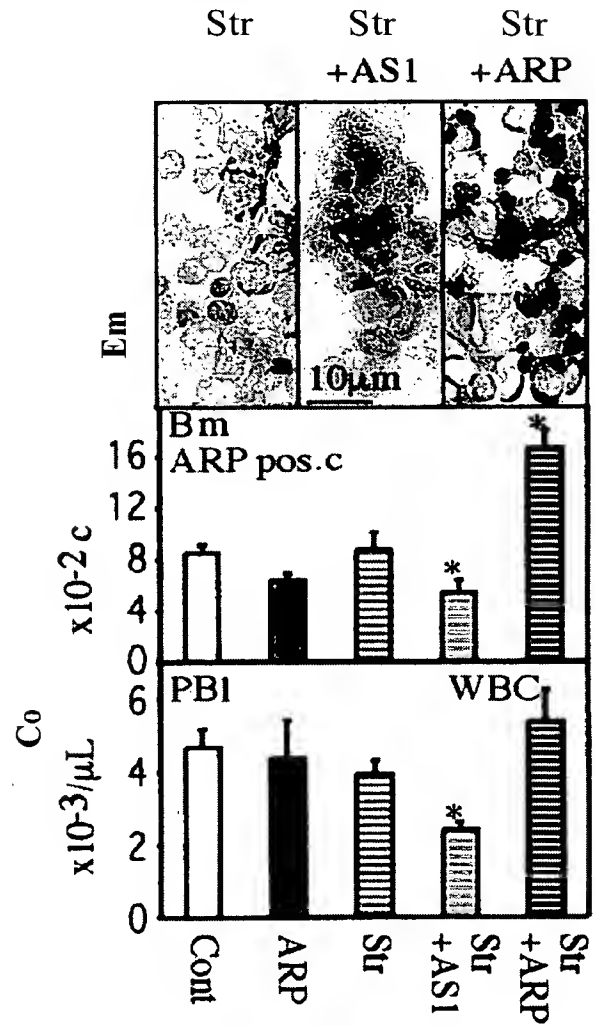 Str Str Str
+AS1 +ARP
Em
10μm
Bm
ARP pos.c
x10-2 c
16
12
8
4
0
PBl WBC
Co
x10-3/μL
6
4
2
0
Cont
ARP
Str
Str
+AS1
Str
+ARP
* * *